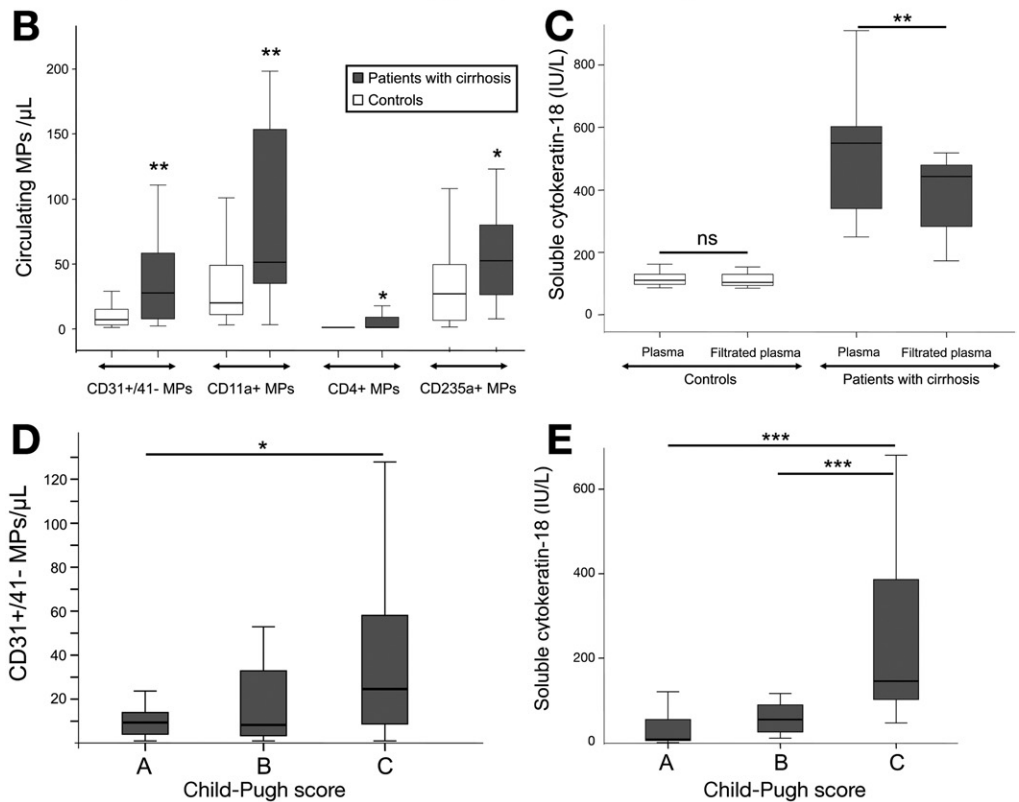 B
Circulating MPs /µL
200
150
100
50
0
**
**
*
*
Patients with cirrhosis
Controls
CD31+/41- MPs
CD11a+ MPs
CD4+ MPs
CD235a+ MPs
C
Soluble cytokeratin-18 (IU/L)
800
600
400
200
0
ns
**
Plasma
Filtrated plasma
Plasma
Filtrated plasma
Controls
Patients with cirrhosis
D
CD31+/41- MPs/µL
120
100
80
60
40
20
*
A
B
C
Child-Pugh score
E
Soluble cytokeratin-18 (IU/L)
600
400
200
0
***
***
A
B
C
Child-Pugh score